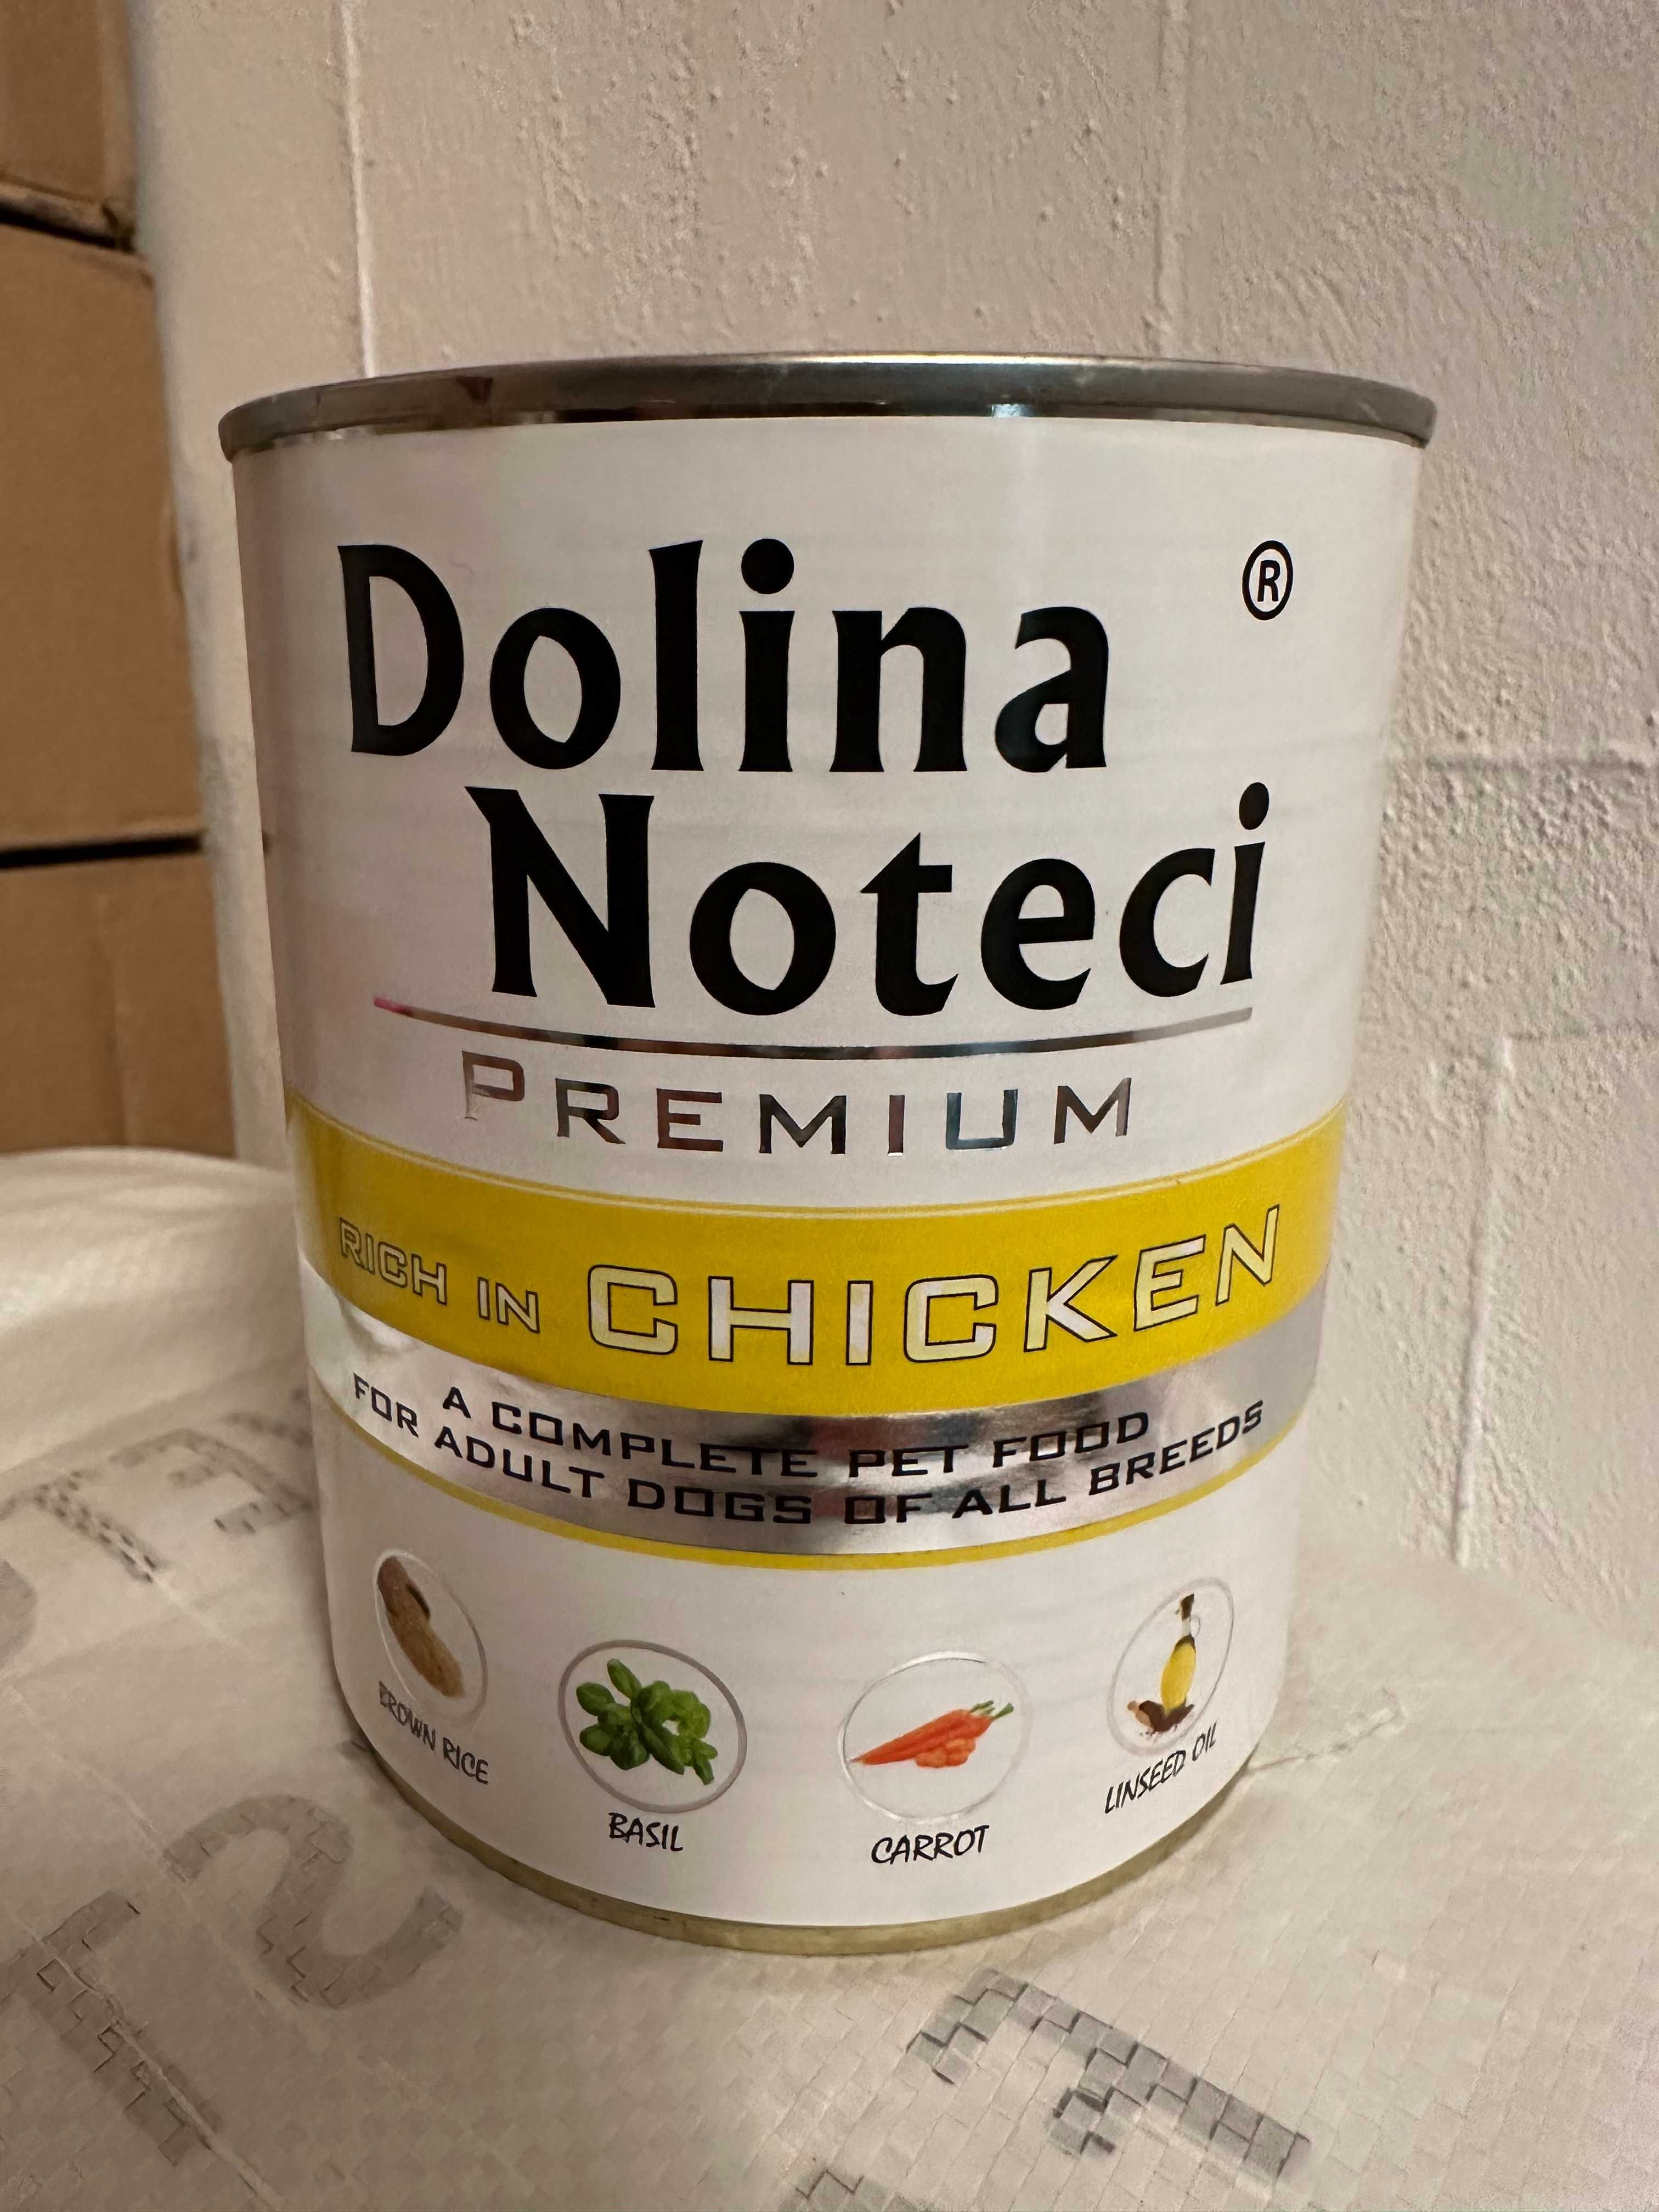 Dolina ®
Noteci
PREMIUM
RICH IN CHICKEN
A COMPLETE PET FOOD
FOR ADULT DOGS OF ALL BREEDS
BROWN RICE
BASIL
CARROT
LINSEED OIL